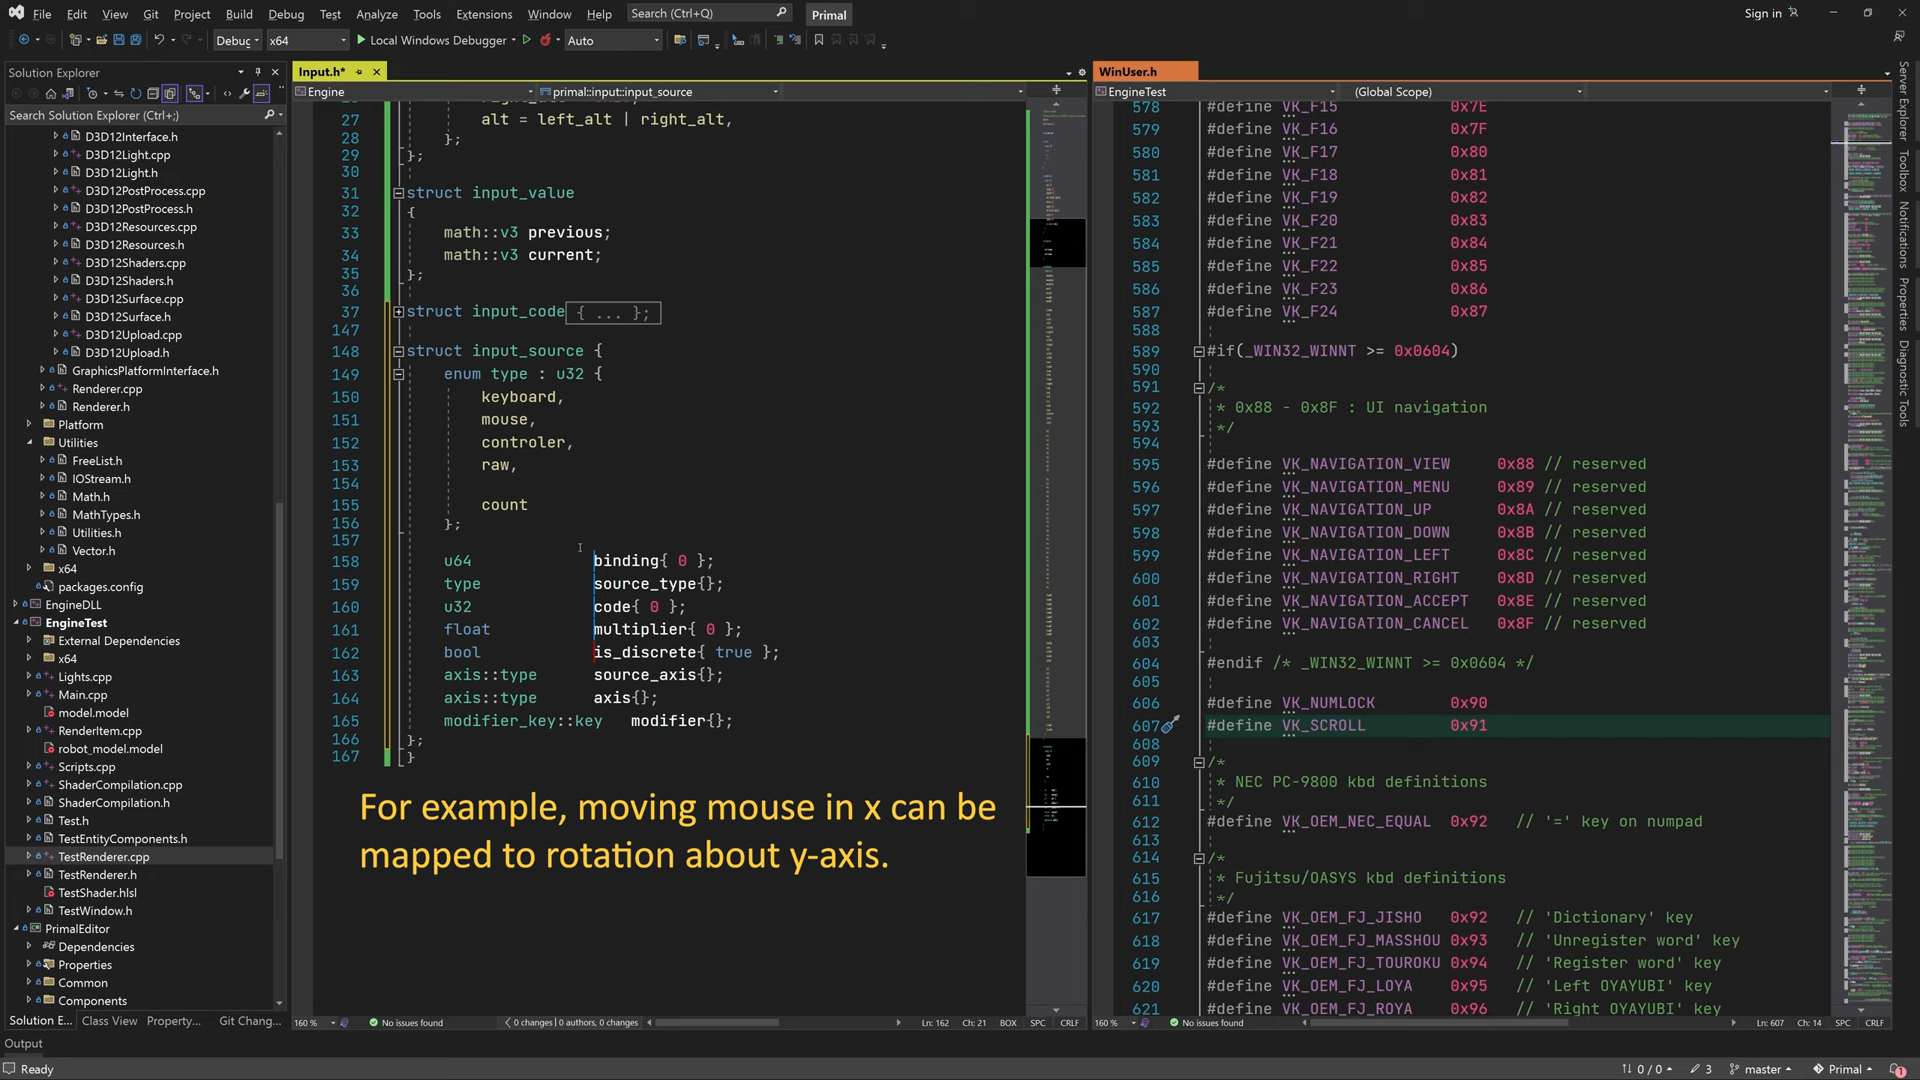 File Edit View Git Project Build Debug Test Analyze Tools Extensions Window Help Search (Ctrl+Q) Primal Sign in
Debug x64 Local Windows Debugger Auto
Solution Explorer
Search Solution Explorer (Ctrl+;)
D3D12Interface.h
D3D12Light.cpp
D3D12Light.h
D3D12PostProcess.cpp
D3D12PostProcess.h
D3D12Resources.cpp
D3D12Resources.h
D3D12Shaders.cpp
D3D12Shaders.h
D3D12Surface.cpp
D3D12Surface.h
D3D12Upload.cpp
D3D12Upload.h
GraphicsPlatformInterface.h
Renderer.cpp
Renderer.h
Platform
Utilities
FreeList.h
IOStream.h
Math.h
MathTypes.h
Utilities.h
Vector.h
x64
packages.config
EngineDLL
EngineTest
External Dependencies
x64
Lights.cpp
Main.cpp
model.model
RenderItem.cpp
robot_model.model
Scripts.cpp
ShaderCompilation.cpp
ShaderCompilation.h
Test.h
TestEntityComponents.h
TestRenderer.cpp
TestRenderer.h
TestShader.hlsl
TestWindow.h
PrimalEditor
Dependencies
Properties
Common
Components
Solution E... Class View Property... Git Chang...
Output
Ready
Input.h*
Engine primal::input::input_source
27 alt = left_alt | right_alt,
28 };
29 };
30
31 struct input_value
32 {
33 math::v3 previous;
34 math::v3 current;
35 };
36
37 struct input_code{ ... };
147
148 struct input_source {
149 enum type : u32 {
150 keyboard,
151 mouse,
152 controler,
153 raw,
154
155 count
156 };
157
158 u64 binding{ 0 };
159 type source_type{};
160 u32 code{ 0 };
161 float multiplier{ 0 };
162 bool is_discrete{ true };
163 axis::type source_axis{};
164 axis::type axis{};
165 modifier_key::key modifier{};
166 };
167 }
For example, moving mouse in x can be
mapped to rotation about y-axis.
160 % No issues found 0 changes | 0 authors, 0 changes Ln: 162 Ch: 21 BOX SPC CRLF
WinUser.h
EngineTest (Global Scope)
578 #define VK_F15 0x7E
579 #define VK_F16 0x7F
580 #define VK_F17 0x80
581 #define VK_F18 0x81
582 #define VK_F19 0x82
583 #define VK_F20 0x83
584 #define VK_F21 0x84
585 #define VK_F22 0x85
586 #define VK_F23 0x86
587 #define VK_F24 0x87
588
589 #if(_WIN32_WINNT >= 0x0604)
590
591 /*
592 * 0x88 - 0x8F : UI navigation
593 */
594
595 #define VK_NAVIGATION_VIEW 0x88 // reserved
596 #define VK_NAVIGATION_MENU 0x89 // reserved
597 #define VK_NAVIGATION_UP 0x8A // reserved
598 #define VK_NAVIGATION_DOWN 0x8B // reserved
599 #define VK_NAVIGATION_LEFT 0x8C // reserved
600 #define VK_NAVIGATION_RIGHT 0x8D // reserved
601 #define VK_NAVIGATION_ACCEPT 0x8E // reserved
602 #define VK_NAVIGATION_CANCEL 0x8F // reserved
603
604 #endif /* _WIN32_WINNT >= 0x0604 */
605
606 #define VK_NUMLOCK 0x90
607 #define VK_SCROLL 0x91
608
609 /*
610 * NEC PC-9800 kbd definitions
611 */
612 #define VK_OEM_NEC_EQUAL 0x92 // '=' key on numpad
613
614 /*
615 * Fujitsu/OASYS kbd definitions
616 */
617 #define VK_OEM_FJ_JISHO 0x92 // 'Dictionary' key
618 #define VK_OEM_FJ_MASSHOU 0x93 // 'Unregister word' key
619 #define VK_OEM_FJ_TOUROKU 0x94 // 'Register word' key
620 #define VK_OEM_FJ_LOYA 0x95 // 'Left OYAYUBI' key
621 #define VK_OEM_FJ_ROYA 0x96 // 'Right OYAYUBI' key
160 % No issues found Ln: 607 Ch: 14 SPC CRLF
Server Explorer Toolbox Notifications Properties Diagnostic Tools
0 / 0 3 master Primal 1